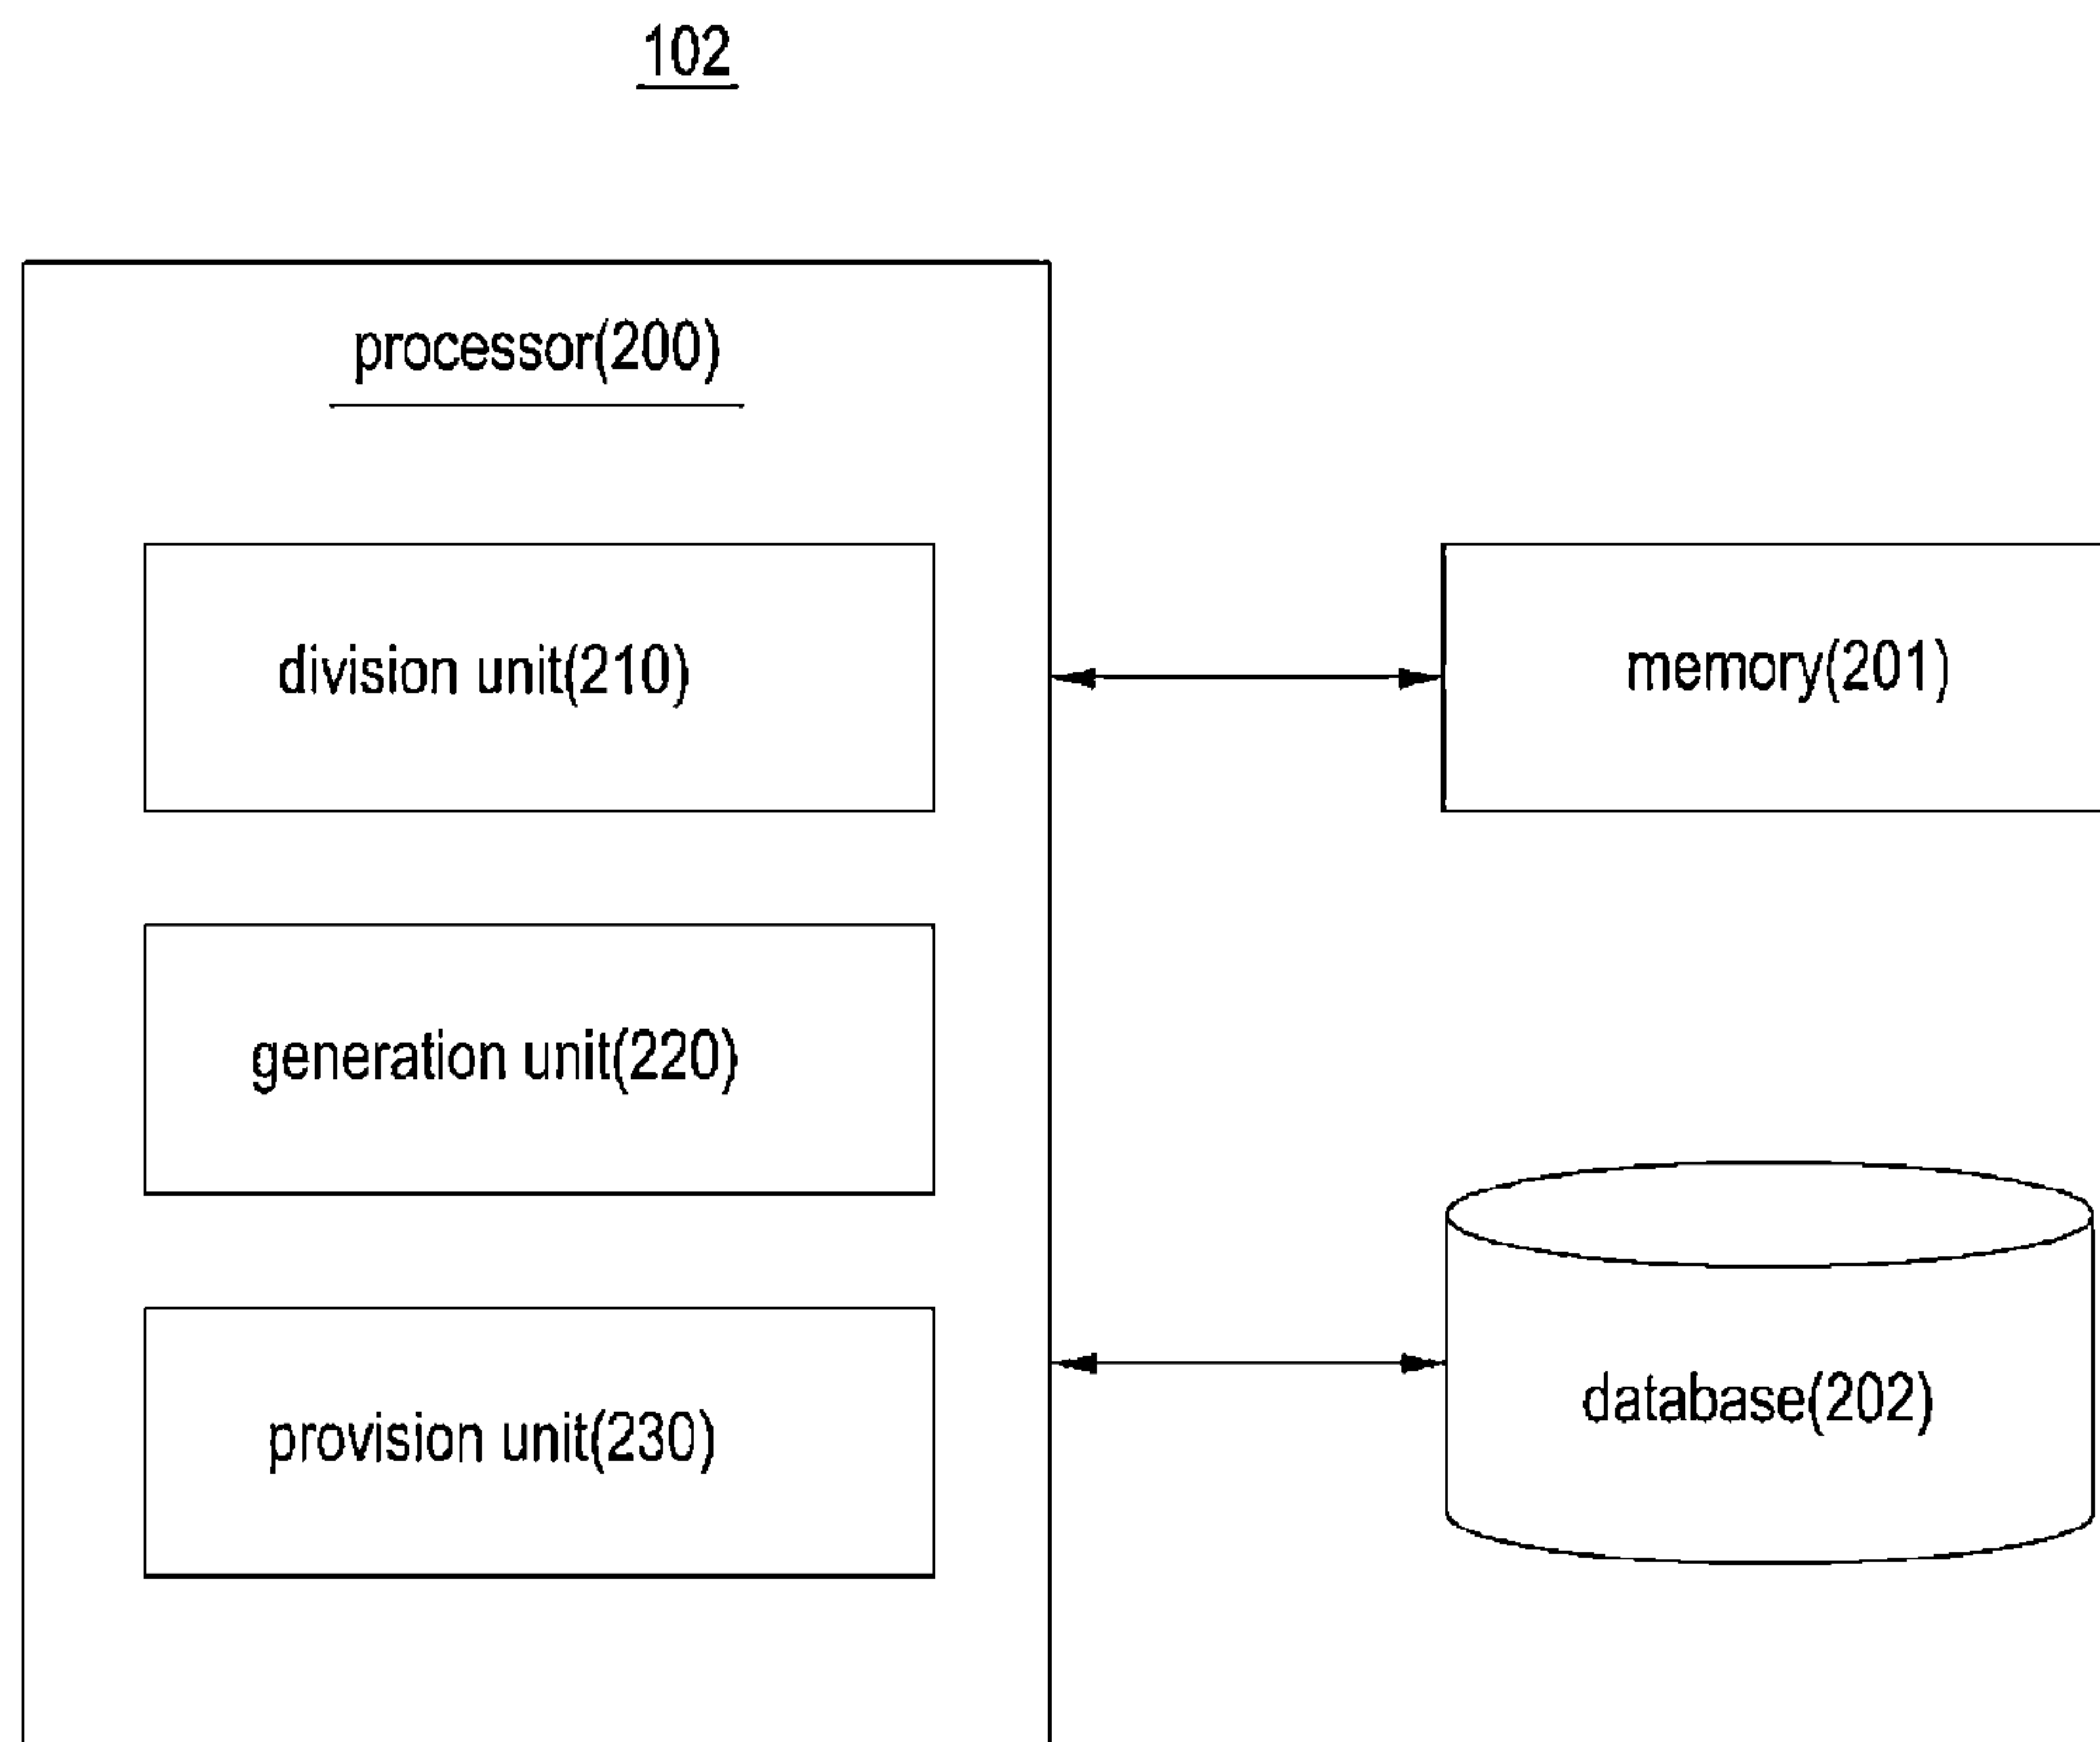 102
processor(200)
division unit(210)
memory(201)
generation unit(220)
database(202)
provision unit(230)